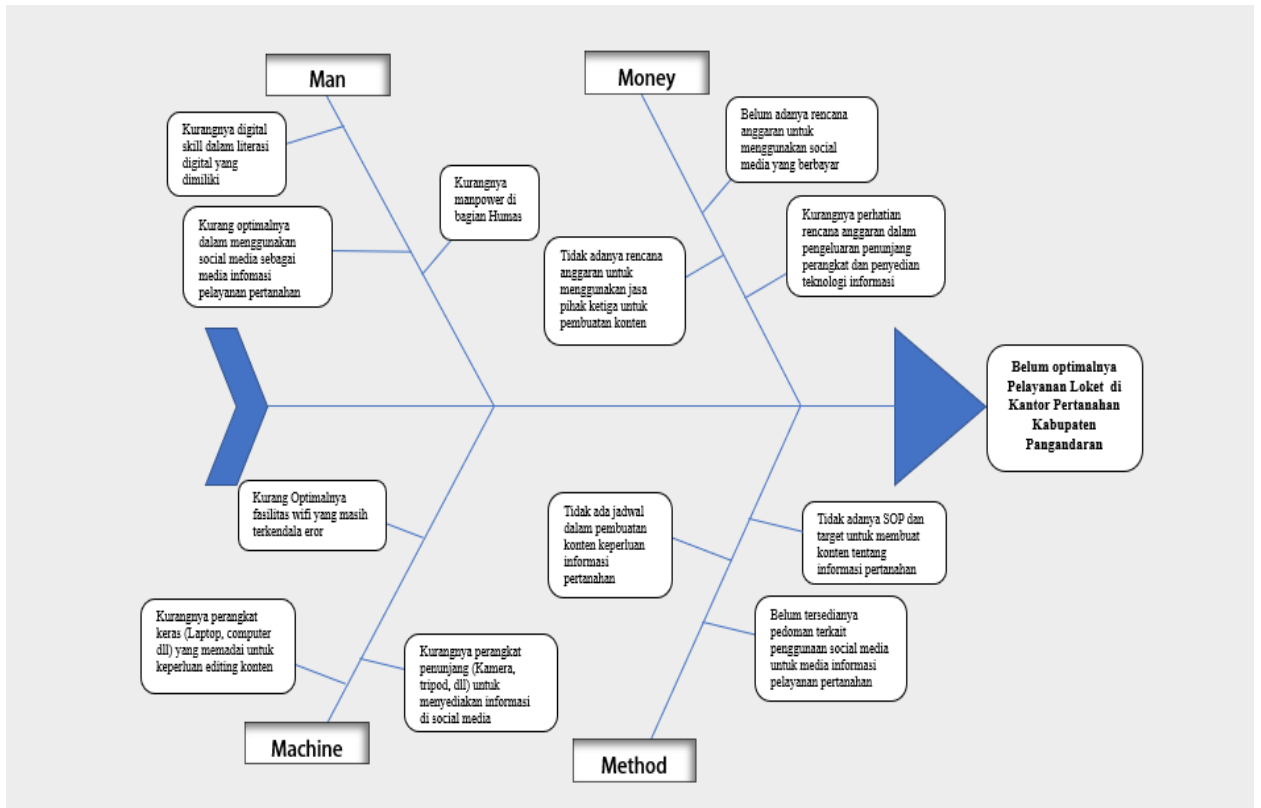 Man
Money
Kurangnya digital
skill dalam literasi
digital yang
dimiliki
Kurangnya
manpower di
bagian Humas
Kurang optimalnya
dalam menggunakan
social media sebagai
media infomasi
pelayanan pertanahan
Belum adanya rencana
anggaran untuk
menggunakan social
media yang berbayar
Kurangnya perhatian
rencana anggaran dalam
pengeluaran penunjang
perangkat dan penyedian
teknologi informasi
Tidak adanya rencana
anggaran untuk
menggunakan jasa
pihak ketiga untuk
pembuatan konten
Belum optimalnya
Pelayanan Loket di
Kantor Pertanahan
Kabupaten
Pangandaran
Kurang Optimalnya
fasilitas wifi yang masih
terkendala eror
Kurangnya perangkat
keras (Laptop, computer
dll) yang memadai untuk
keperluan editing konten
Kurangnya perangkat
penunjang (Kamera,
tripod, dll) untuk
menyediakan informasi
di social media
Tidak ada jadwal
dalam pembuatan
konten keperluan
informasi
pertanahan
Tidak adanya SOP dan
target untuk membuat
konten tentang
informasi pertanahan
Belum tersedianya
pedoman terkait
penggunaan social media
untuk media informasi
pelayanan pertanahan
Machine
Method